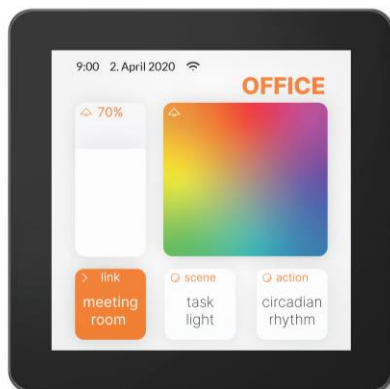 9:00 2. April 2020
OFFICE
70%
> link
meeting
room
scene
task
light
action
circadian
rhythm